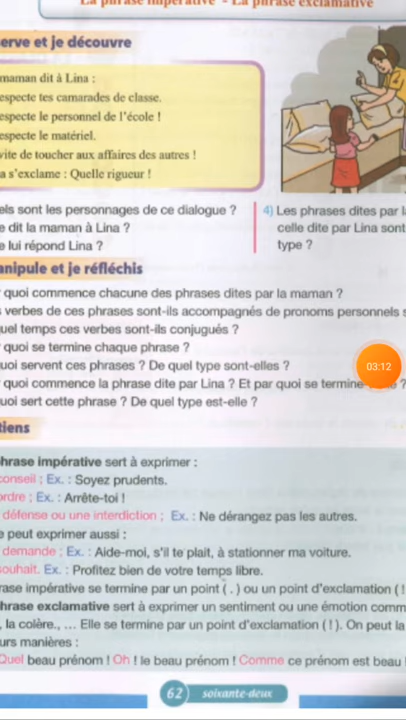 La phrase impérative - La phrase exclamative
erve et je découvre
maman dit à Lina :
especte tes camarades de classe.
especte le personnel de l'école !
especte le matériel.
vite de toucher aux affaires des autres !
a s'exclame : Quelle rigueur !
els sont les personnages de ce dialogue ?
e dit la maman à Lina ?
e lui répond Lina ?
4) Les phrases dites par l
celle dite par Lina sont
type ?
anipule et je réfléchis
quoi commence chacune des phrases dites par la maman ?
verbes de ces phrases sont-ils accompagnés de pronoms personnels s
uel temps ces verbes sont-ils conjugués ?
quoi se termine chaque phrase ?
uoi servent ces phrases ? De quel type sont-elles ?
quoi commence la phrase dite par Lina ? Et par quoi se termine ?
uoi sert cette phrase ? De quel type est-elle ?
03:12
tiens
hrase impérative sert à exprimer :
conseil ; Ex. : Soyez prudents.
ordre ; Ex. : Arrête-toi !
défense ou une interdiction ; Ex. : Ne dérangez pas les autres.
e peut exprimer aussi :
demande ; Ex. : Aide-moi, s'il te plait, à stationner ma voiture.
souhait. Ex. : Profitez bien de votre temps libre.
rase impérative se termine par un point ( . ) ou un point d'exclamation ( !
hrase exclamative sert à exprimer un sentiment ou une émotion comm
, la colère., ... Elle se termine par un point d'exclamation ( ! ). On peut la
urs manières :
Quel beau prénom ! Oh ! le beau prénom ! Comme ce prénom est beau !
62 soixante-deux